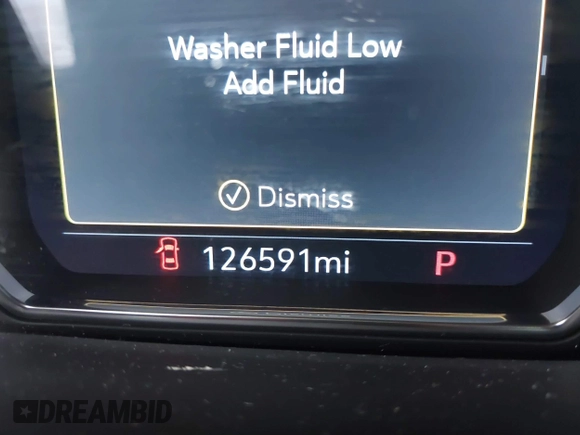 Washer Fluid Low
Add Fluid
Dismiss
126591mi P
DREAMBID